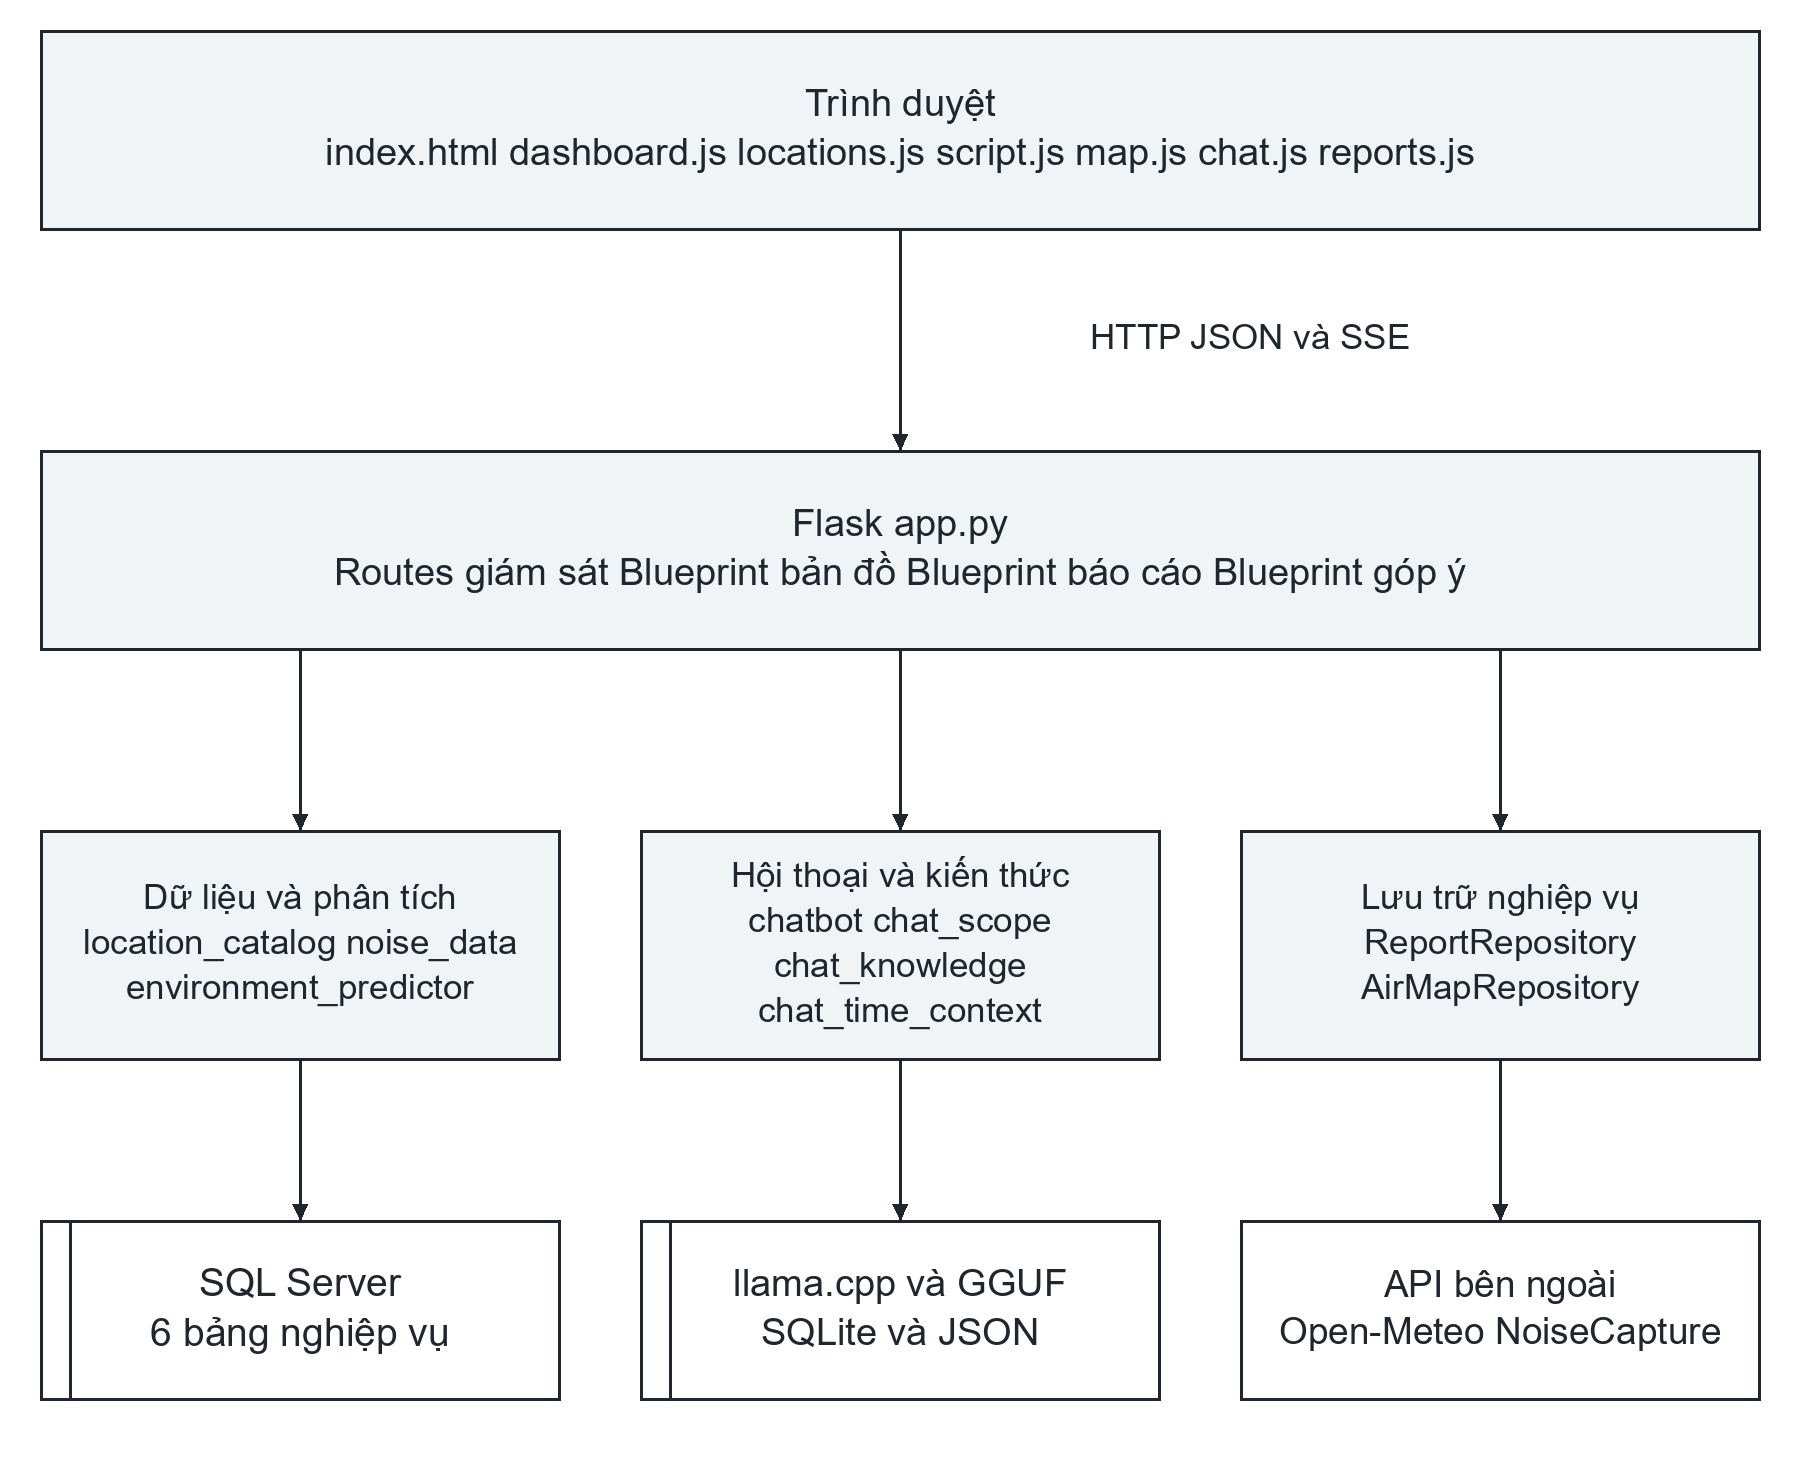 Trình duyệt
index.html dashboard.js locations.js script.js map.js chat.js reports.js
HTTP JSON và SSE
Flask app.py
Routes giám sát Blueprint bản đồ Blueprint báo cáo Blueprint góp ý
Dữ liệu và phân tích
location_catalog noise_data
environment_predictor
Hội thoại và kiến thức
chatbot chat_scope
chat_knowledge
chat_time_context
Lưu trữ nghiệp vụ
ReportRepository
AirMapRepository
SQL Server
6 bảng nghiệp vụ
llama.cpp và GGUF
SQLite và JSON
API bên ngoài
Open-Meteo NoiseCapture